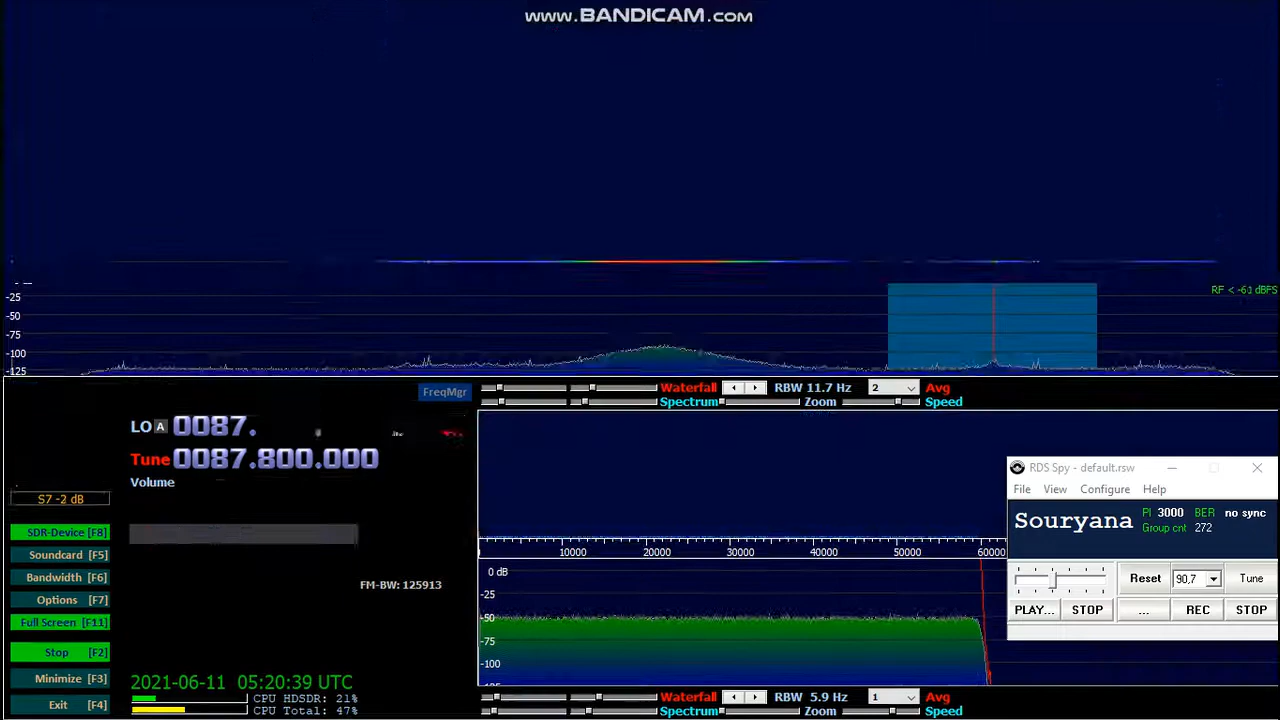 www.BANDICAM.com
-25
-50
-75
-100
-125
RF < -61 dBFS
FreqMgr
Waterfall
Spectrum
RBW 11.7 Hz
Zoom
2
Avg
Speed
LO A 0087.
Tune 0087.800.000
Volume
S7 -2 dB
SDR-Device [F8]
Soundcard [F5]
Bandwidth [F6]
Options [F7]
Full Screen [F11]
Stop [F2]
Minimize [F3]
Exit [F4]
FM-BW: 125913
2021-06-11 05:20:39 UTC
CPU HDSDR: 21%
CPU Total: 47%
10000 20000 30000 40000 50000 60000
0 dB
-25
-50
-75
-100
Waterfall
Spectrum
RBW 5.9 Hz
Zoom
1
Avg
Speed
RDS Spy - default.rsw
File View Configure Help
Souryana
PI 3000 BER no sync
Group cnt 272
Reset 90,7 Tune
PLAY... STOP ... REC STOP